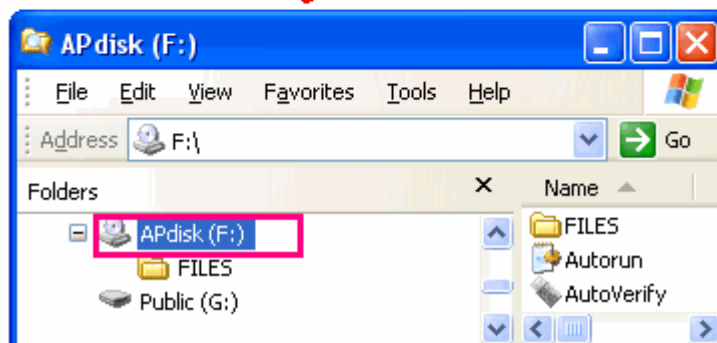 APdisk (F:)
File Edit View Favorites Tools Help
Address F:\ Go
Folders
APdisk (F:)
FILES
Public (G:)
Name
FILES
Autorun
AutoVerify